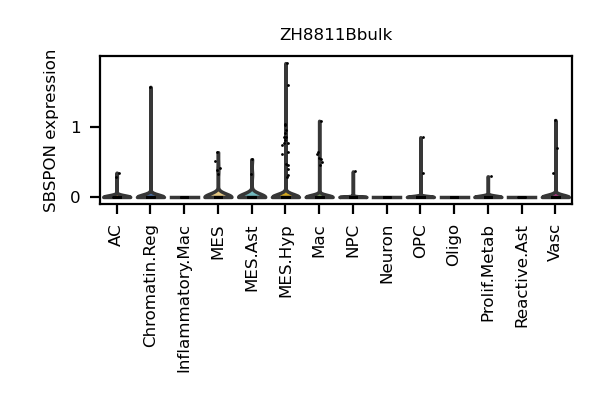 ZH8811Bbulk
SBSPON expression
1
0
AC
Chromatin.Reg
Inflammatory.Mac
MES
MES.Ast
MES.Hyp
Mac
NPC
Neuron
OPC
Oligo
Prolif.Metab
Reactive.Ast
Vasc